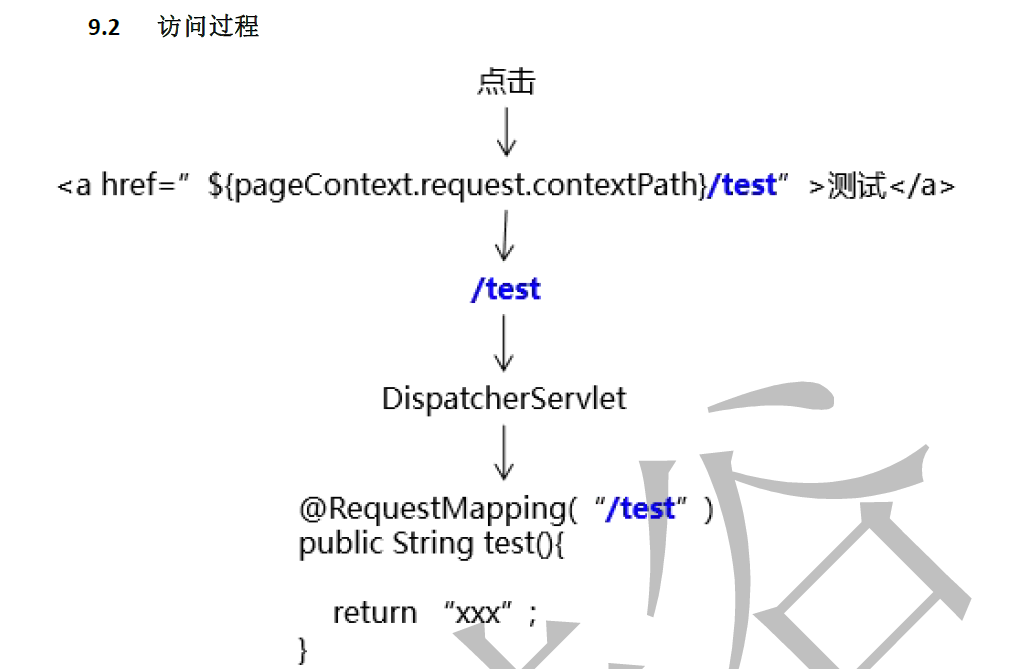 9.2 访问过程
点击
<a href=” ${pageContext.request.contextPath}/test” >测试</a>
/test
DispatcherServlet
@RequestMapping( “/test” )
public String test(){
return “xxx” ;
}